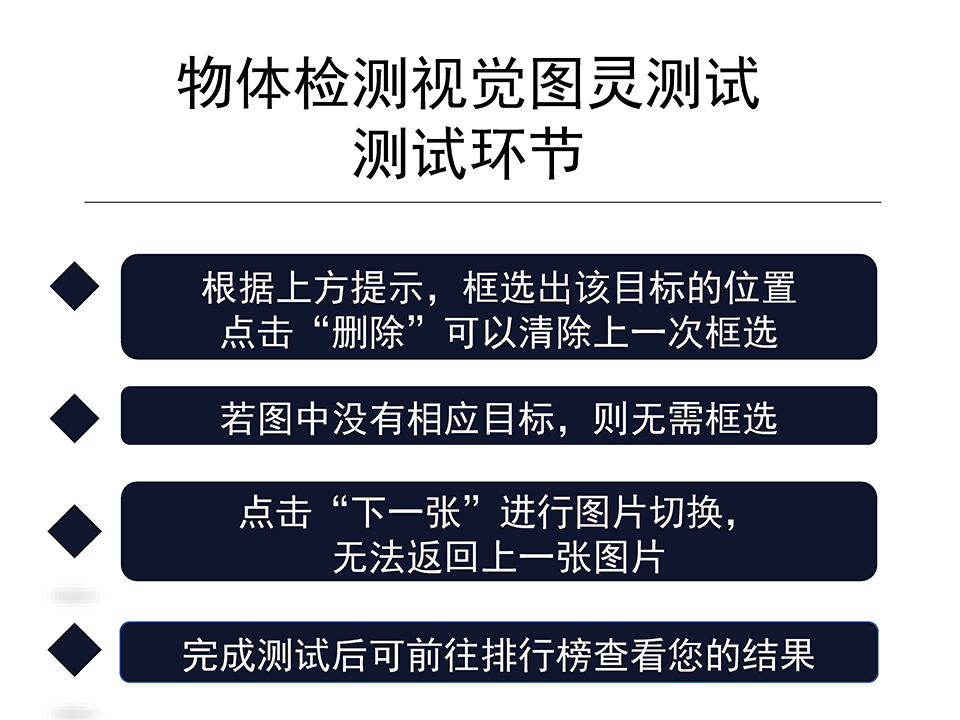 物体检测视觉图灵测试
测试环节
根据上方提示，框选出该目标的位置
点击“删除”可以清除上一次框选
若图中没有相应目标，则无需框选
点击“下一张”进行图片切换，
无法返回上一张图片
完成测试后可前往排行榜查看您的结果